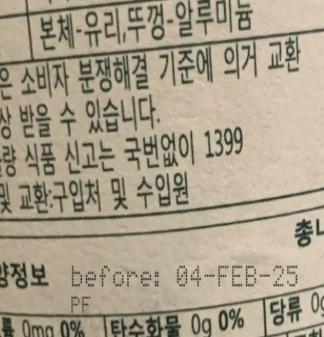 본체-유리,뚜껑-알루미늄
은 소비자 분쟁해결 기준에 의거 교환
상 받을 수 있습니다.
량 식품 신고는 국번없이 1399
및 교환:구입처 및 수입원
총
양정보 before: 04-FEB-25
PF
0mg 0% 탄수화물 0g 0% 당류 0g